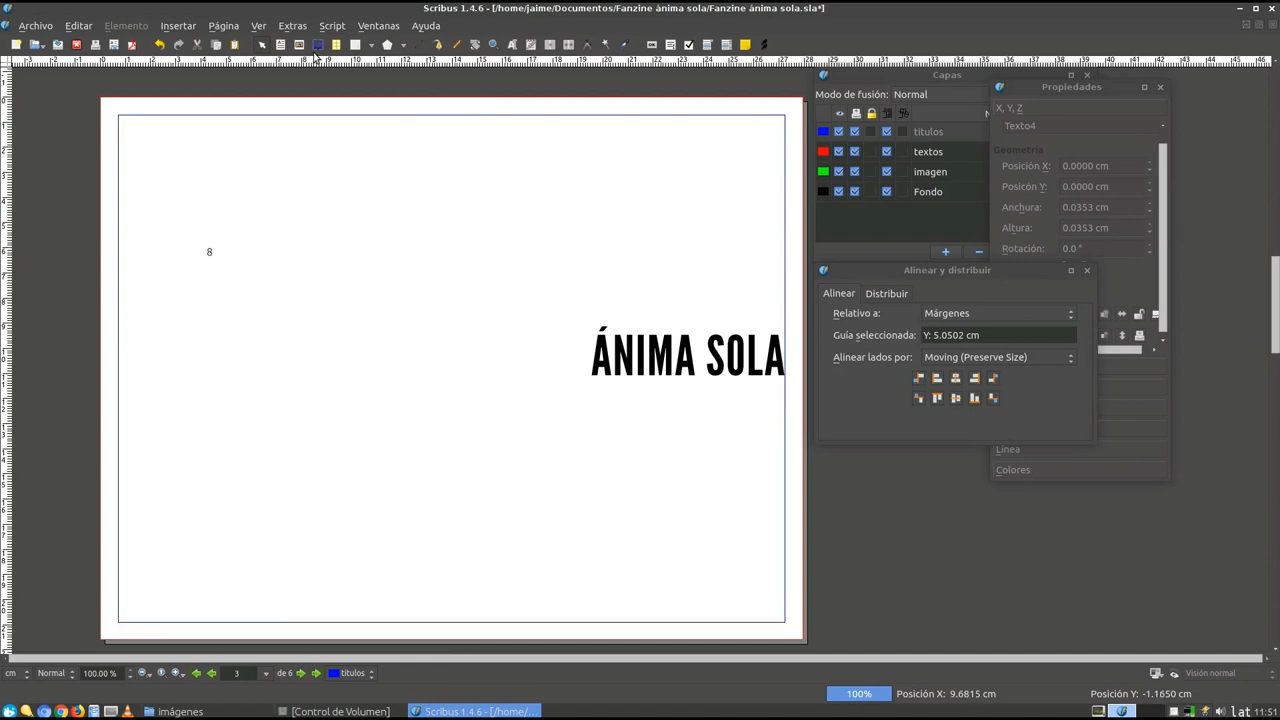 Scribus 1.4.6 - [/home/jaime/Documentos/Fanzine ànima sola/Fanzine ànima sola.sla*]
Archivo Editar Elemento Insertar Página Ver Extras Script Ventanas Ayuda
Capas
Modo de fusión: Normal
títulos
textos
imagen
Fondo
Propiedades
X, Y, Z
Texto4
Geometría
Posición X: 0.0000 cm
Posicón Y: 0.0000 cm
Anchura: 0.0353 cm
Altura: 0.0353 cm
Rotación: 0.0 °
8
ÁNIMA SOLA
Alinear y distribuir
Alinear Distribuir
Relativo a: Márgenes
Guía seleccionada: Y: 5.0502 cm
Alinear lados por: Moving (Preserve Size)
Línea
Colores
cm Normal 100.00 % 3 de 6 títulos Visión normal
100% Posición X: 9.6815 cm Posición Y: -1.1650 cm
imágenes [Control de Volumen] Scribus 1.4.6 - [/home/... lat 11:51